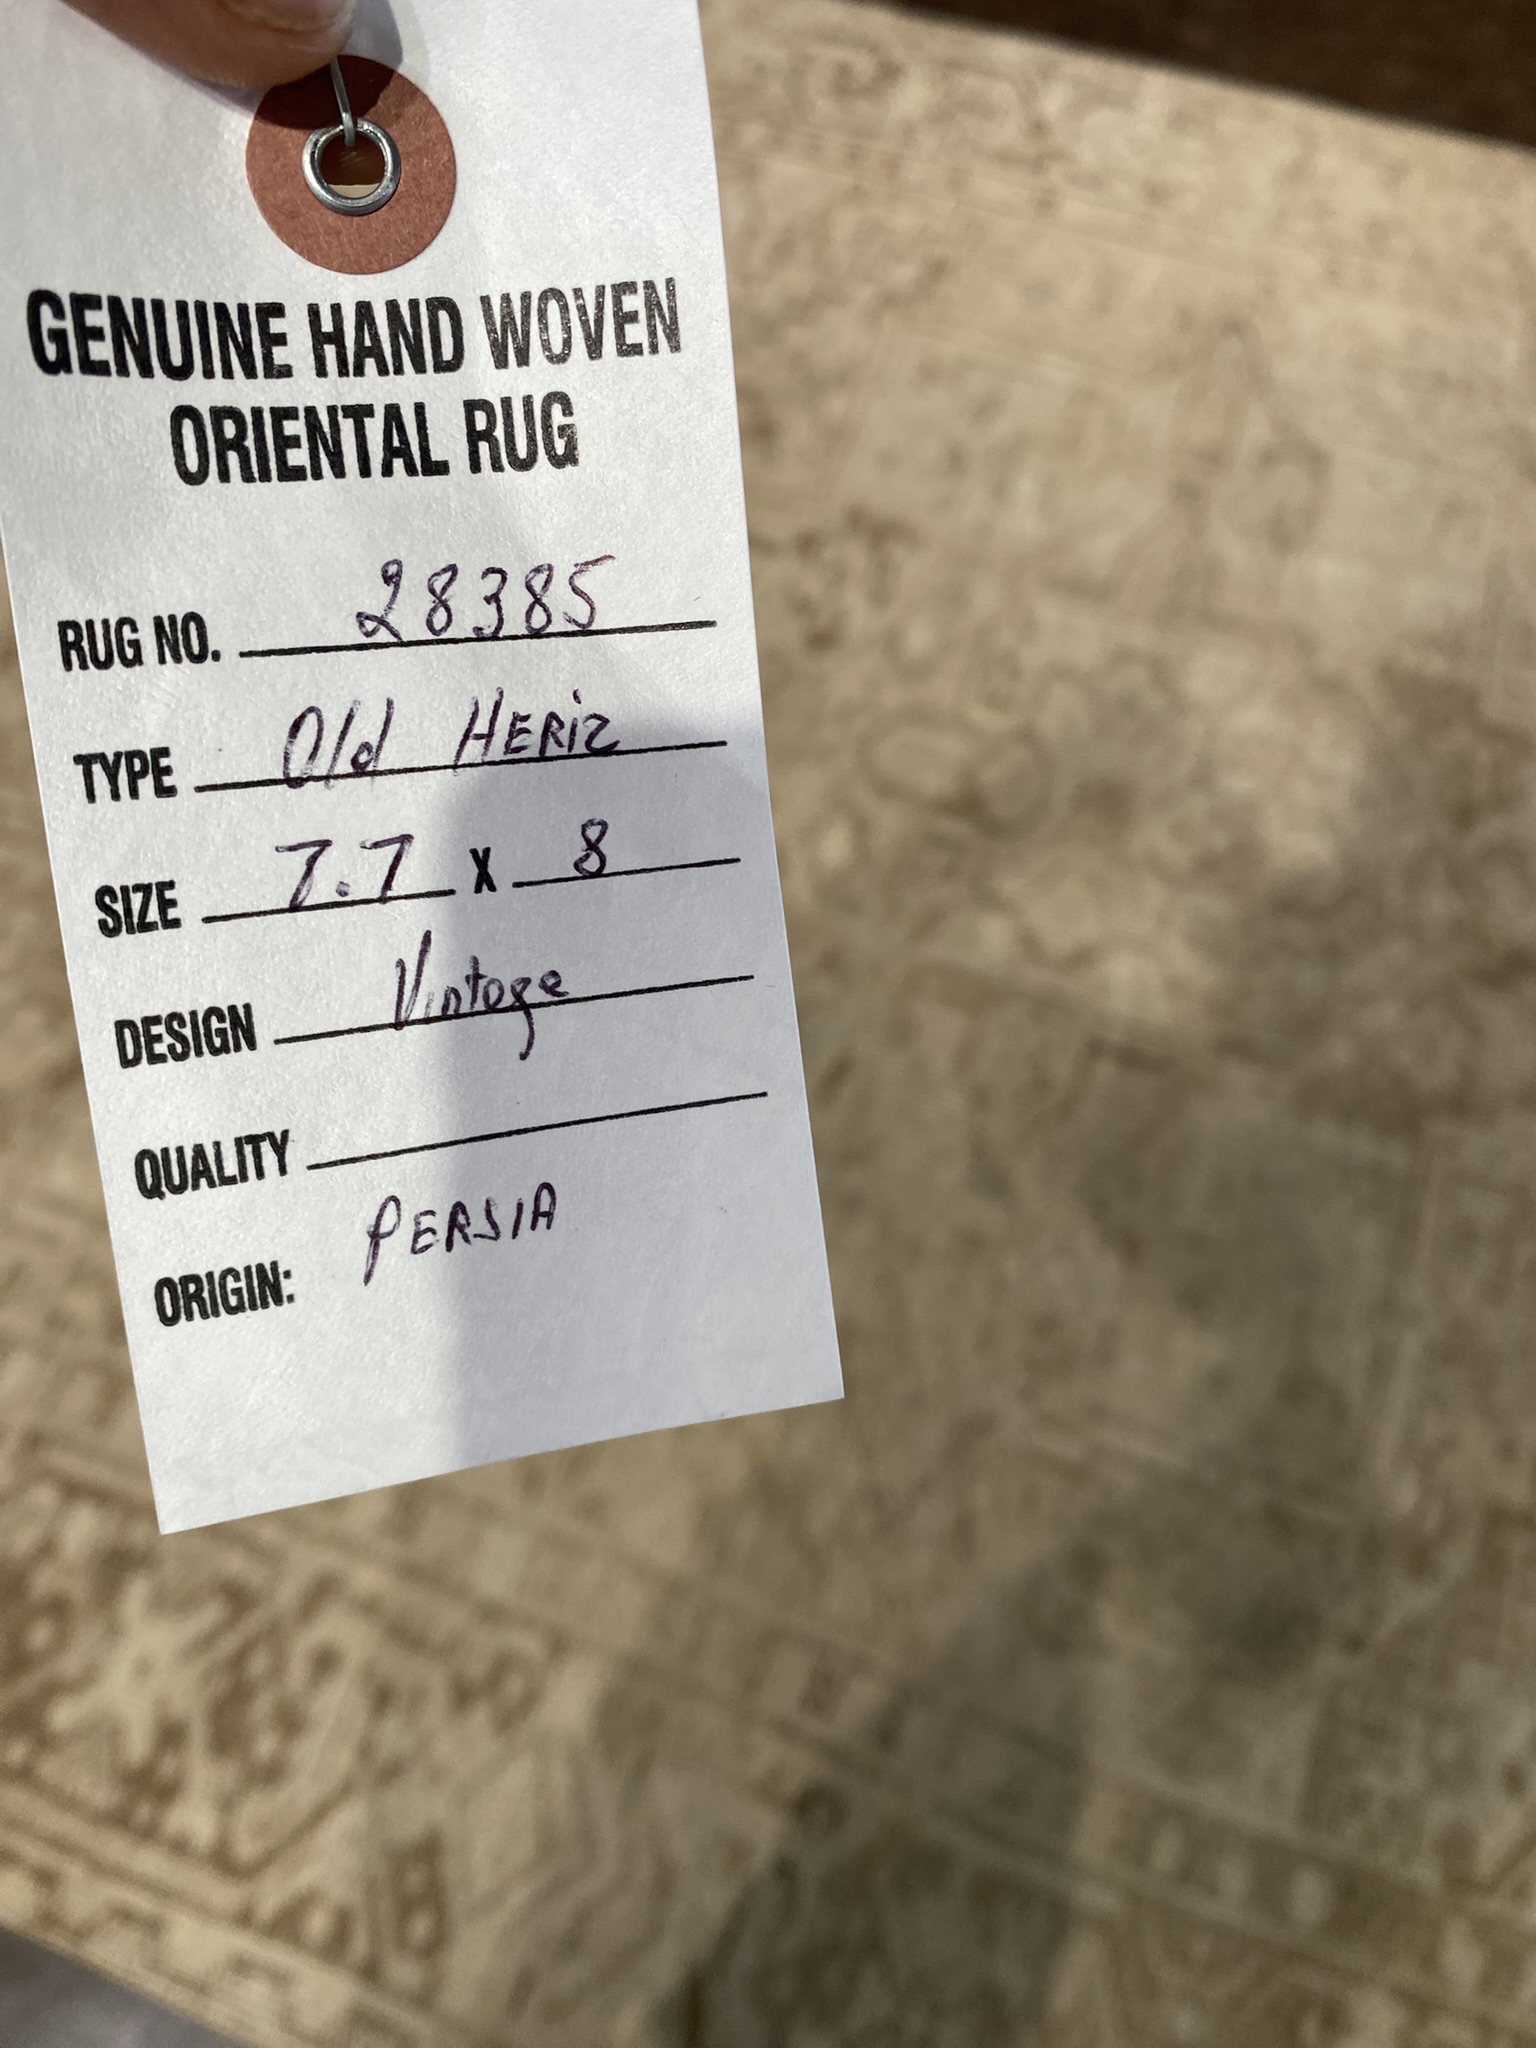 GENUINE HAND WOVEN
ORIENTAL RUG
RUG NO. 28385
TYPE Old HERIZ
SIZE 7.7 X 8
DESIGN Vintage
QUALITY
ORIGIN: PERSIA